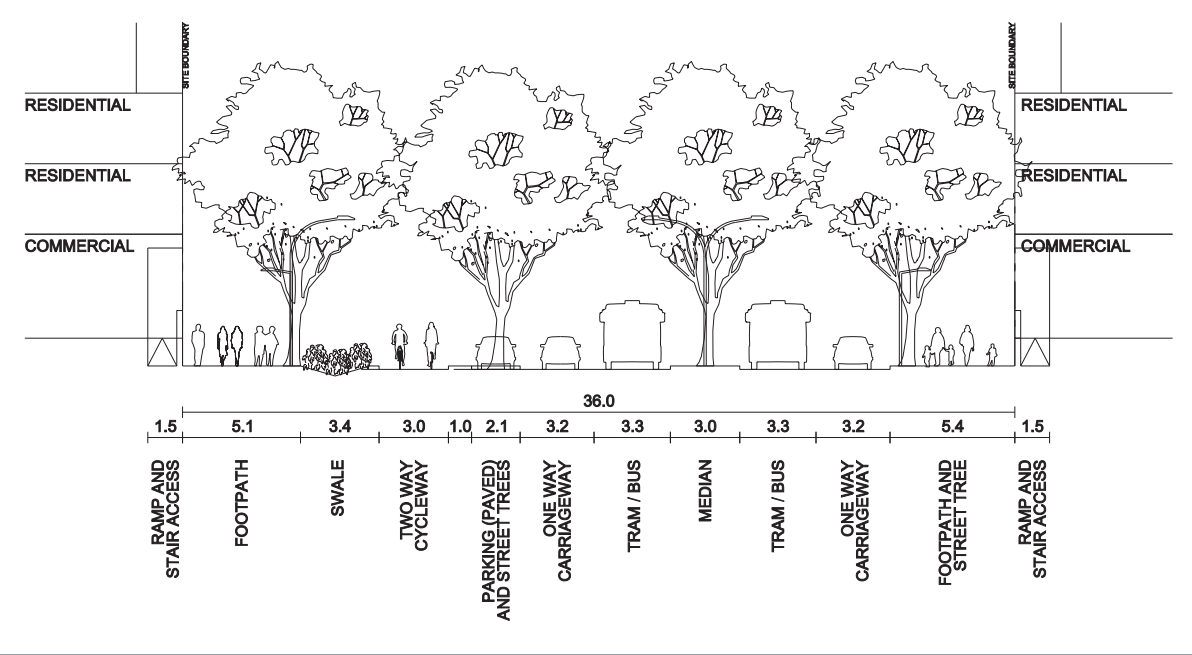 SITE BOUNDARY
SITE BOUNDARY
RESIDENTIAL
RESIDENTIAL
RESIDENTIAL
RESIDENTIAL
COMMERCIAL
COMMERCIAL
36.0
1.5 5.1 3.4 3.0 1.0 2.1 3.2 3.3 3.0 3.3 3.2 5.4 1.5
RAMP AND
STAIR ACCESS
FOOTPATH
SWALE
TWO WAY
CYCLEWAY
PARKING (PAVED)
AND STREET TREES
ONE WAY
CARRIAGEWAY
TRAM / BUS
MEDIAN
TRAM / BUS
ONE WAY
CARRIAGEWAY
FOOTPATH AND
STREET TREE
RAMP AND
STAIR ACCESS